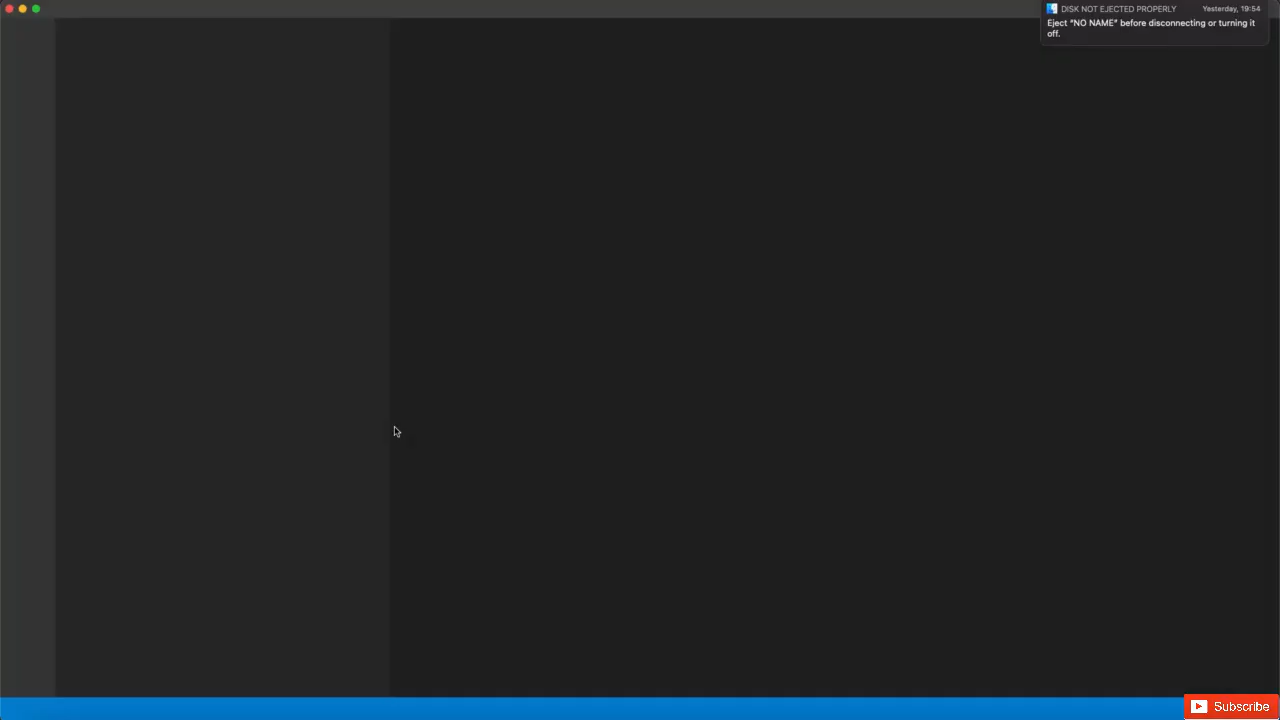 DISK NOT EJECTED PROPERLY Yesterday, 19:54
Eject “NO NAME” before disconnecting or turning it
off.
Subscribe